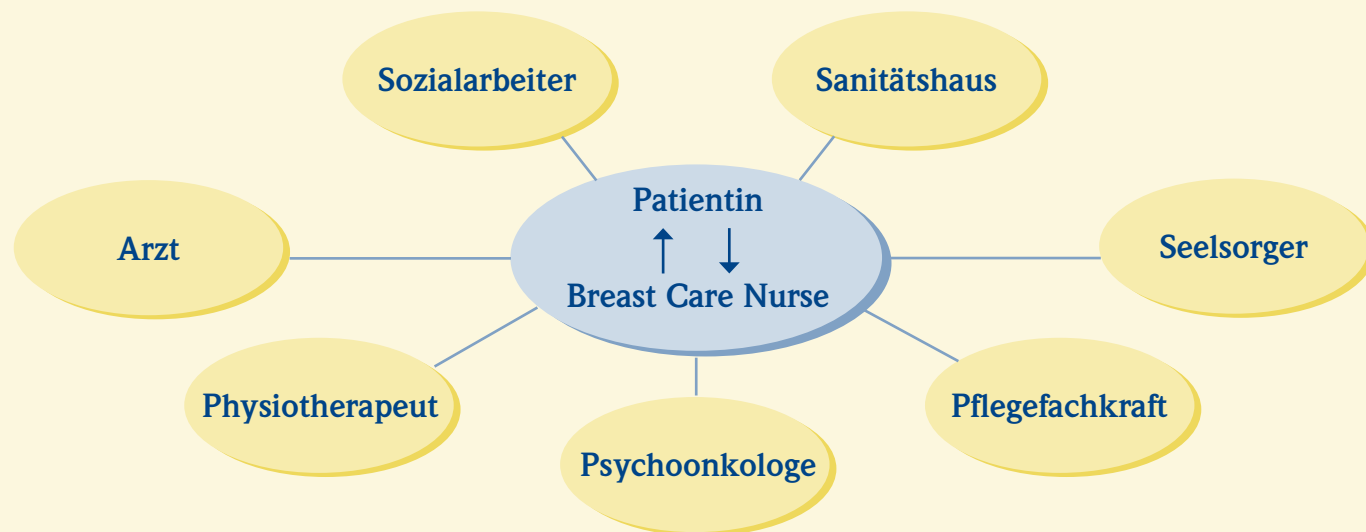 Sozialarbeiter
Sanitätshaus
Patientin
Arzt
Seelsorger
Breast Care Nurse
Physiotherapeut
Pflegefachkraft
Psychoonkologe